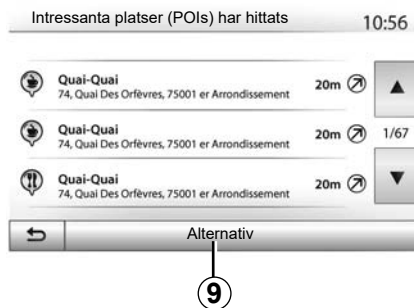 Intressanta platser (POIs) har hittats
10:56
Quai-Quai
74, Quai Des Orfèvres, 75001 er Arrondissement
20m
Quai-Quai
74, Quai Des Orfèvres, 75001 er Arrondissement
20m
1/67
Quai-Quai
74, Quai Des Orfèvres, 75001 er Arrondissement
20m
Alternativ
9